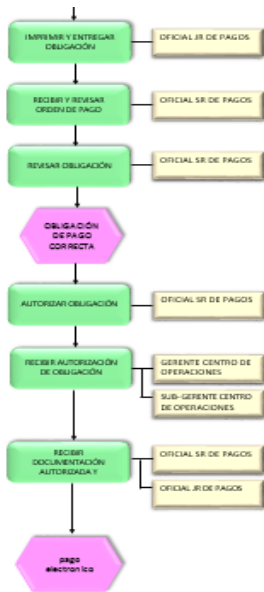 IMPRIMIR Y ENTREGAR
OBLIGACIÓN
OFICIAL JR DE PAGOS
RECIBIR Y REVISAR
ORDEN DE PAGO
OFICIAL SR DE PAGOS
REVISAR OBLIGACIÓN
OFICIAL SR DE PAGOS
OBLIGACIÓN
DE PAGO
CORRECTA
AUTORIZAR OBLIGACIÓN
OFICIAL SR DE PAGOS
RECIBIR AUTORIZACIÓN
DE OBLIGACIÓN
GERENTE CENTRO DE
OPERACIONES
SUB-GERENTE CENTRO
DE OPERACIONES
RECIBIR
DOCUMENTACIÓN
AUTORIZADA Y
OFICIAL SR DE PAGOS
OFICIAL JR DE PAGOS
pago
electronico